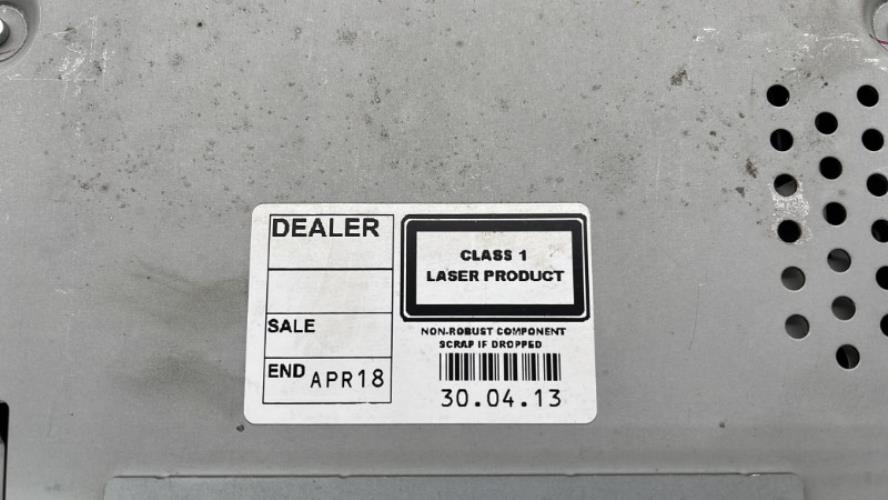 DEALER
SALE
END APR18
CLASS 1
LASER PRODUCT
NON-ROBUST COMPONENT
SCRAP IF DROPPED
30.04.13